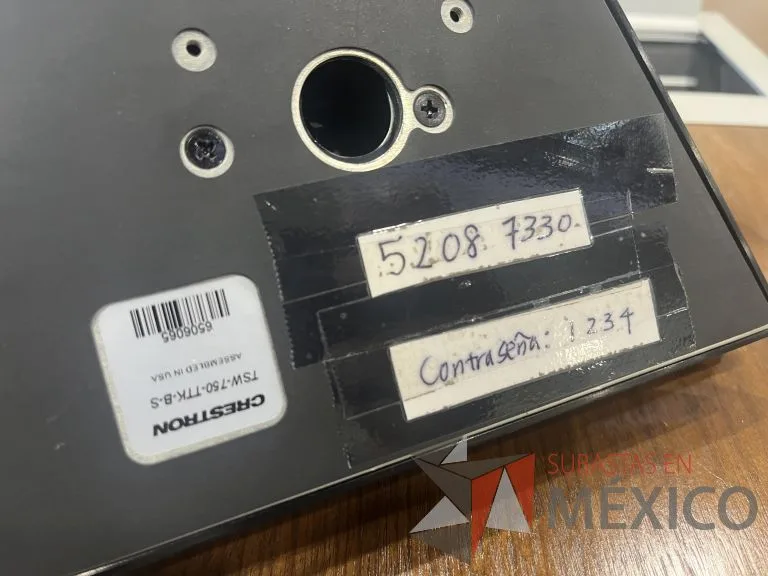 5208 7330
Contraseña: 1234
CRESTRON
TSW-750-TTK-B-S
ASSEMBLED IN USA
6506065
SUBASTAS EN
MÉXICO